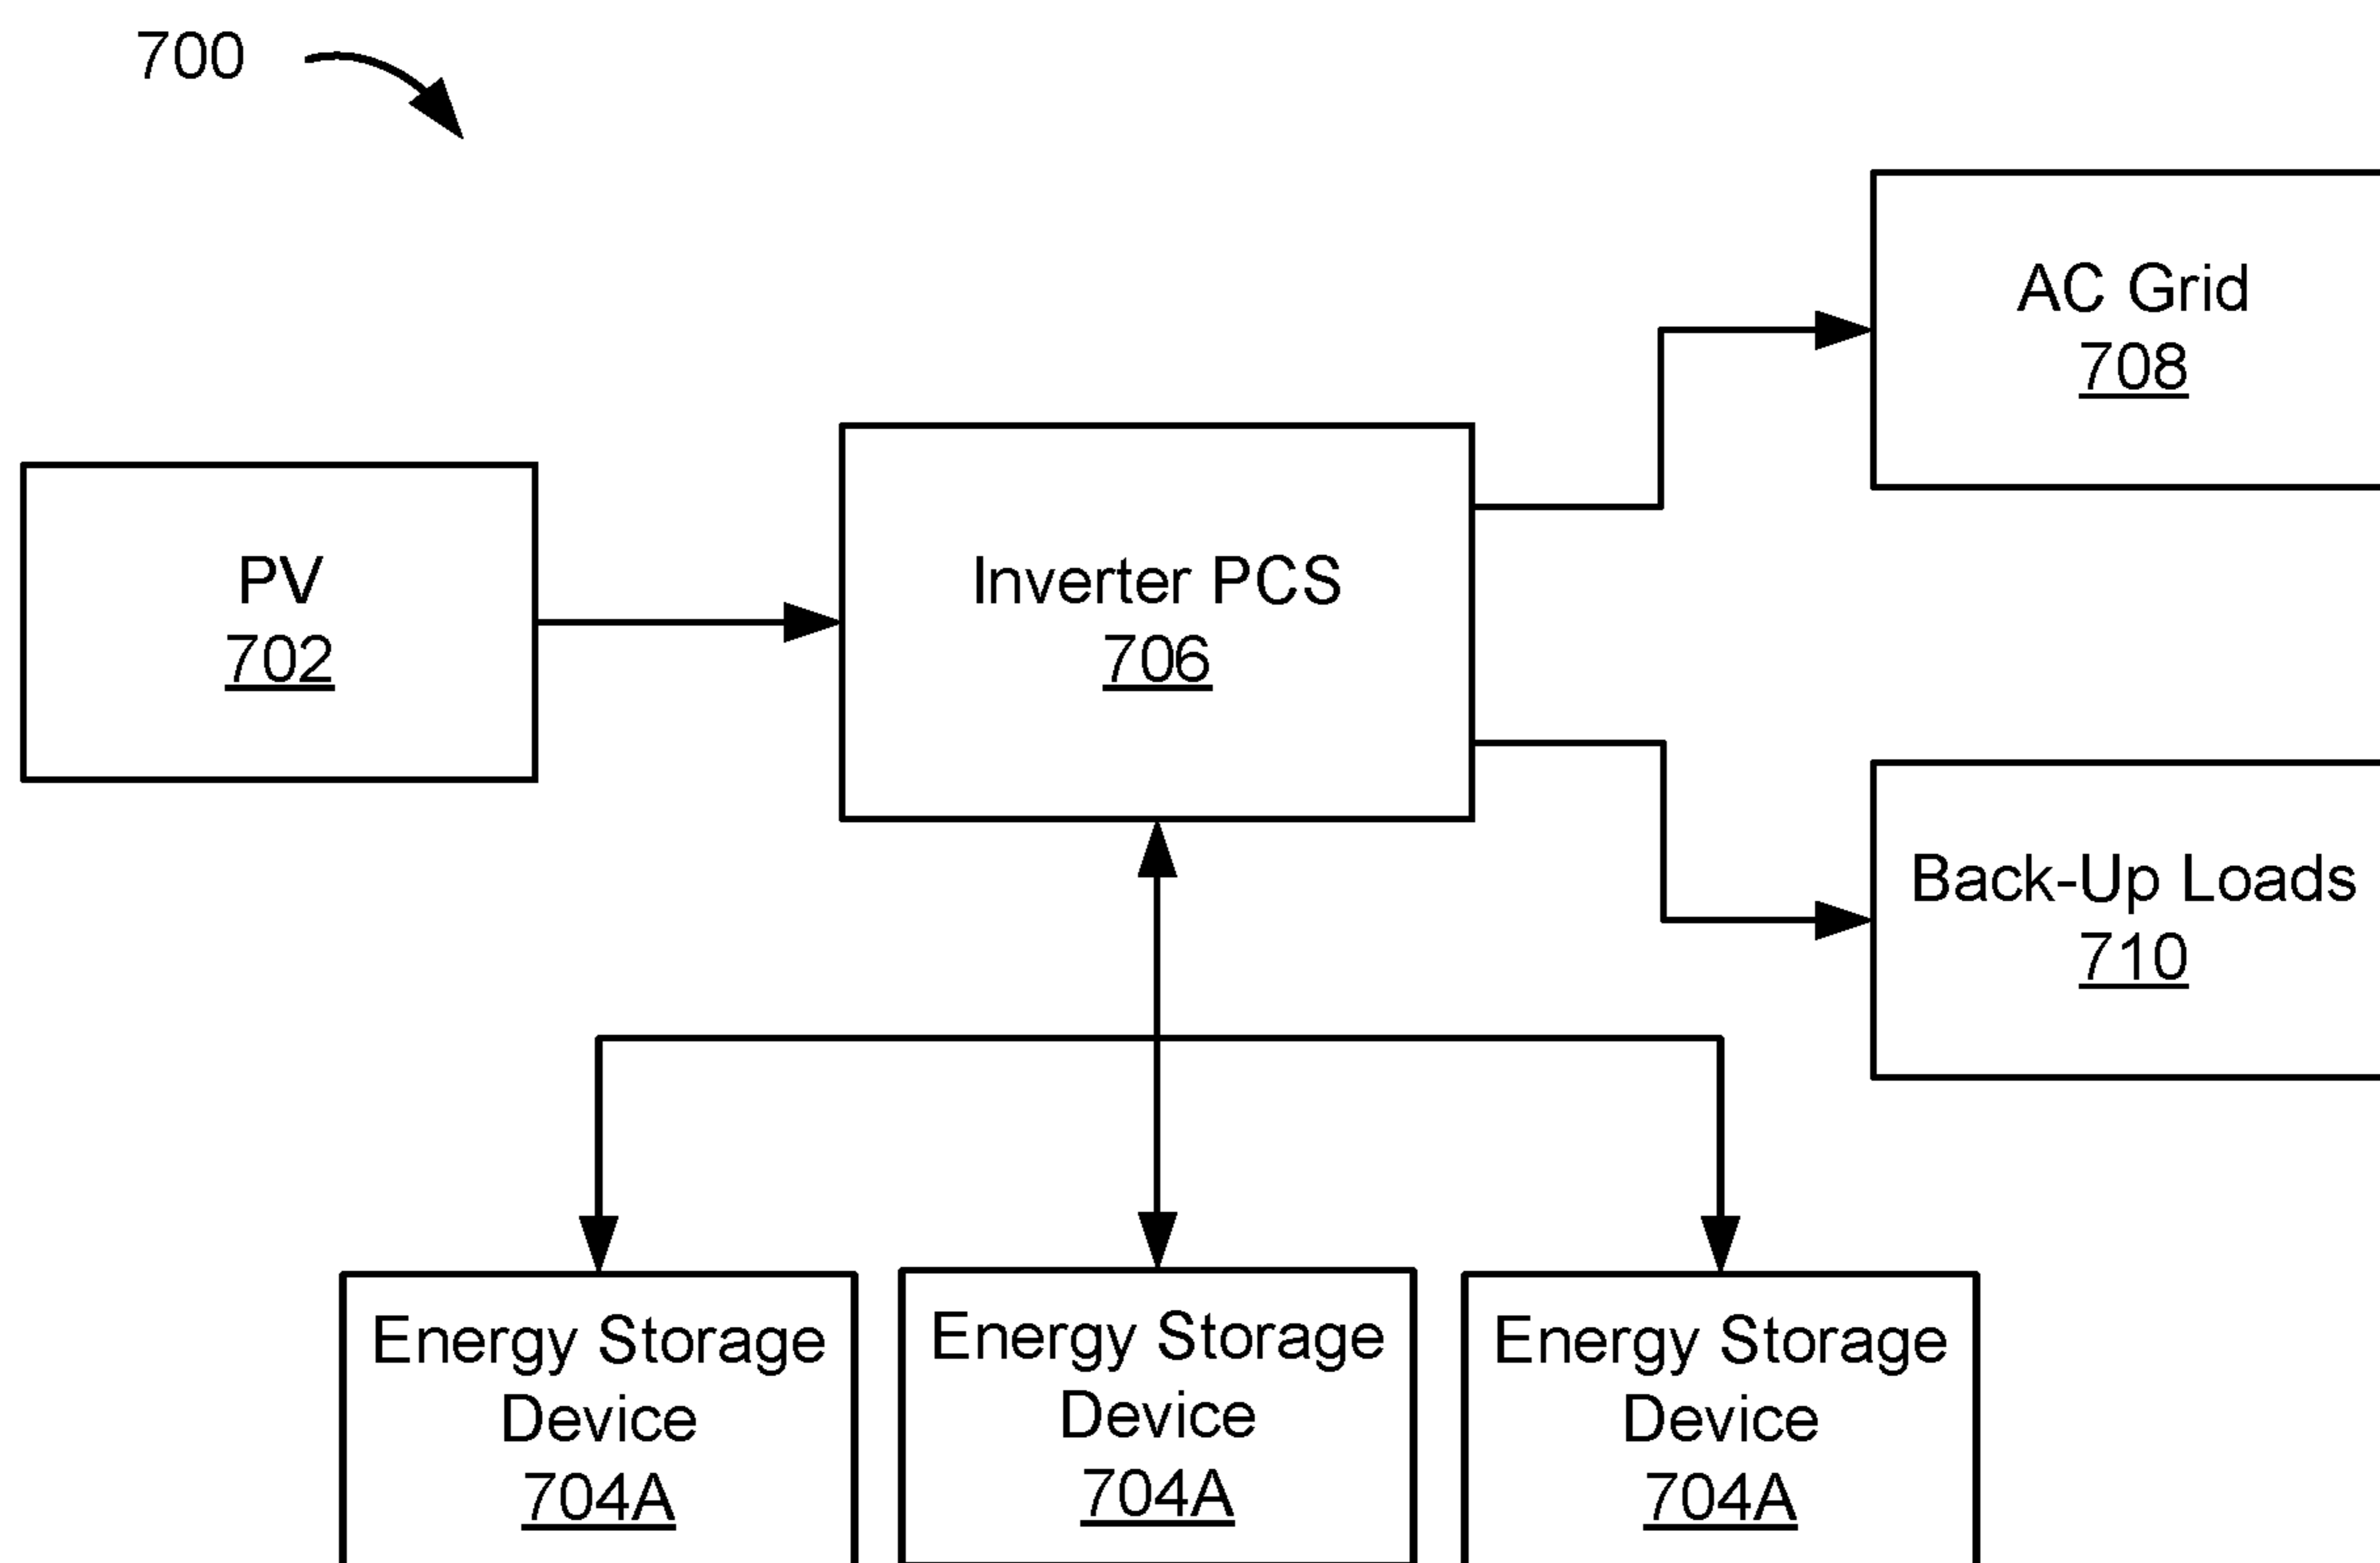 700
AC Grid
708
PV
702
Inverter PCS
706
Back-Up Loads
710
Energy Storage
Device
704A
Energy Storage
Device
704A
Energy Storage
Device
704A